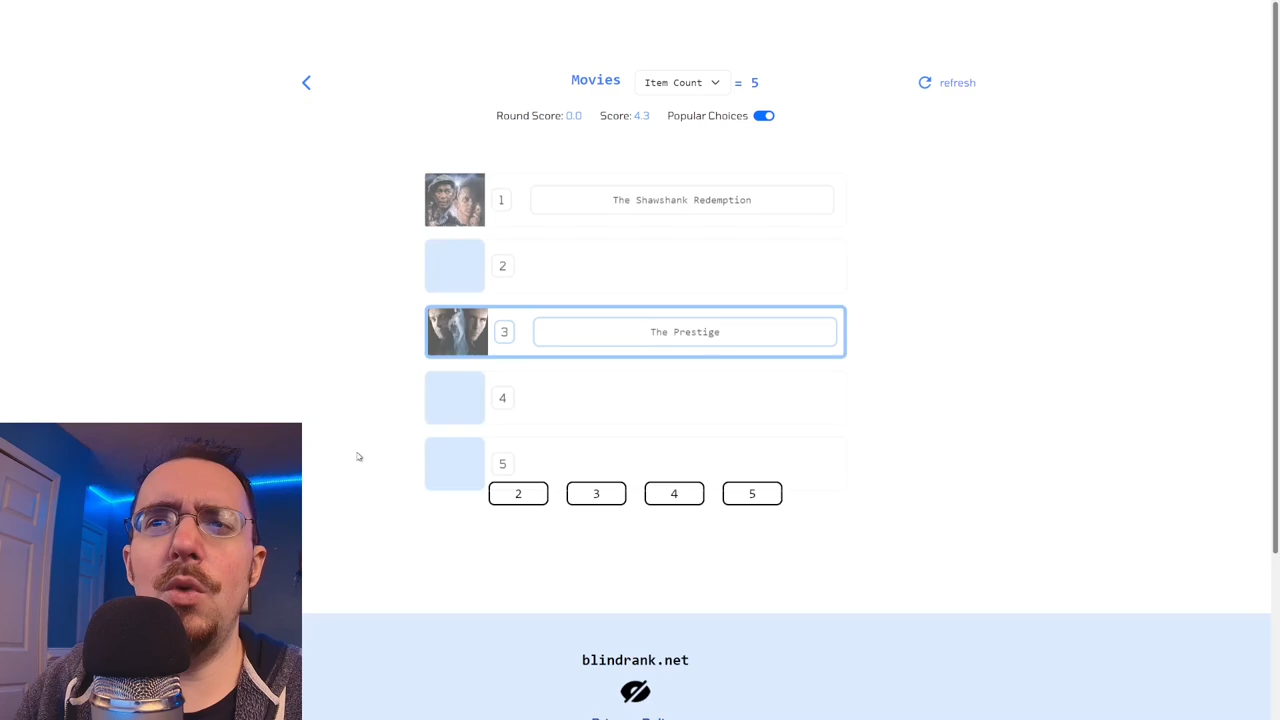 Movies Item Count = 5 refresh
Round Score: 0.0 Score: 4.3 Popular Choices
1 The Shawshank Redemption
2
3 The Prestige
4
5
2 3 4 5
blindrank.net